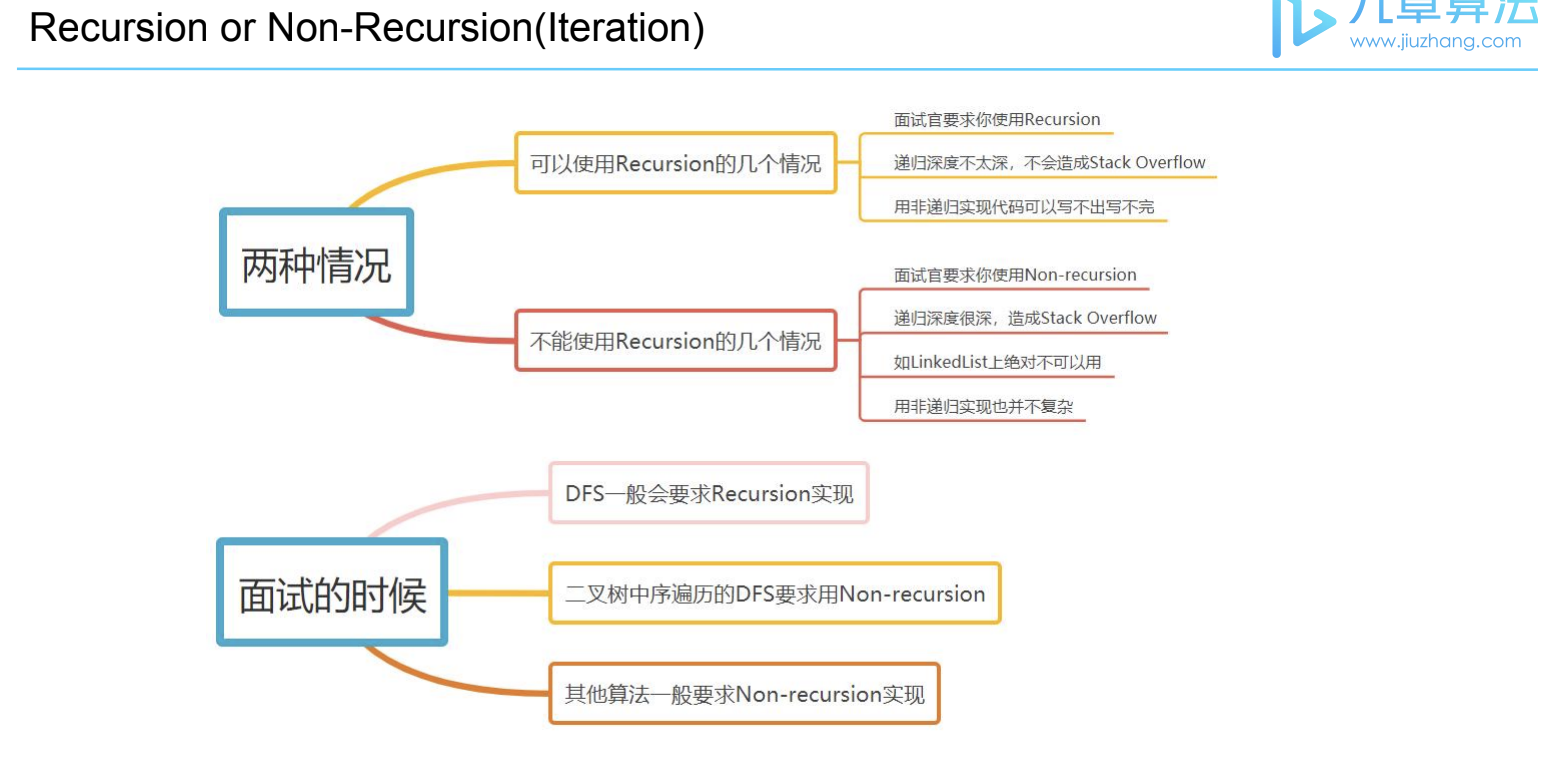 Recursion or Non-Recursion(Iteration)
九章算法
www.jiuzhang.com
两种情况
可以使用Recursion的几个情况
面试官要求你使用Recursion
递归深度不太深，不会造成Stack Overflow
用非递归实现代码可以写不出写不完
不能使用Recursion的几个情况
面试官要求你使用Non-recursion
递归深度很深，造成Stack Overflow
如LinkedList上绝对不可以用
用非递归实现也并不复杂
面试的时候
DFS一般会要求Recursion实现
二叉树中序遍历的DFS要求用Non-recursion
其他算法一般要求Non-recursion实现